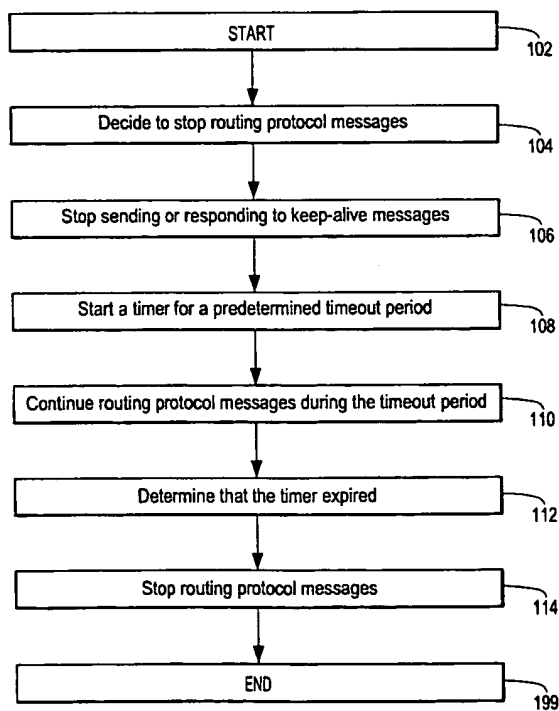 START
102
Decide to stop routing protocol messages
104
Stop sending or responding to keep-alive messages
106
Start a timer for a predetermined timeout period
108
Continue routing protocol messages during the timeout period
110
Determine that the timer expired
112
Stop routing protocol messages
114
END
199